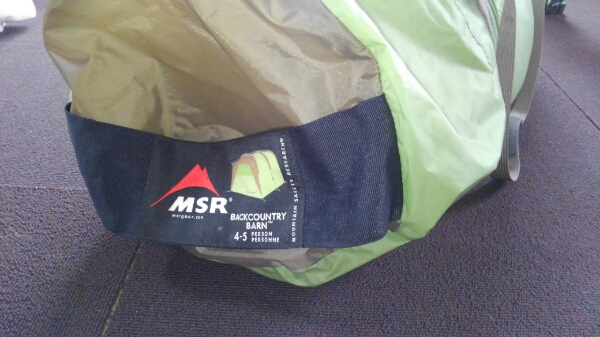 MSR®
msrgear.com
BACKCOUNTRY
BARN™
4-5 PERSON
PERSONNE
MOUNTAIN SAFETY RESEARCH®